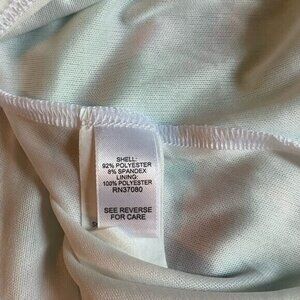 SHELL:
92% POLYESTER
8% SPANDEX
LINING:
100% POLYESTER
RN37080
SEE REVERSE
FOR CARE